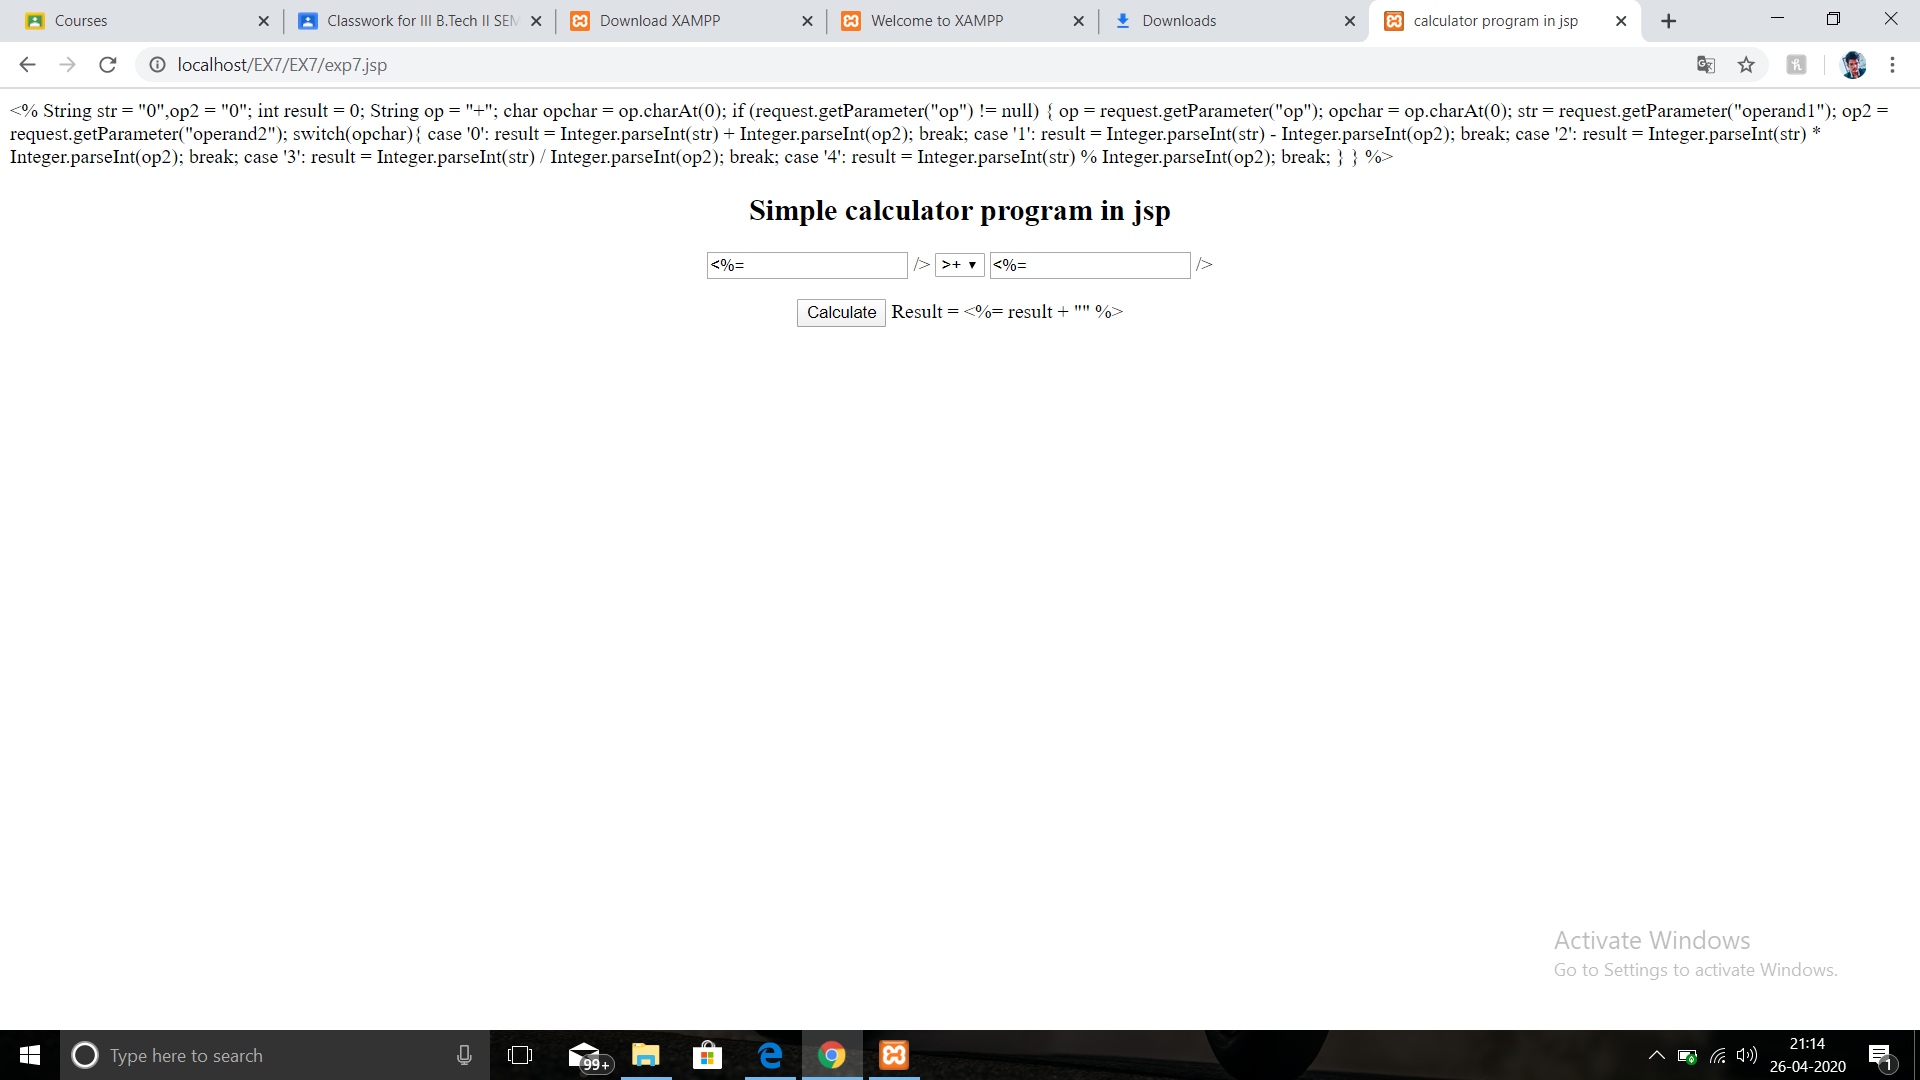 Courses
Classwork for III B.Tech II SEM
Download XAMPP
Welcome to XAMPP
Downloads
calculator program in jsp
localhost/EX7/EX7/exp7.jsp
<% String str = "0",op2 = "0"; int result = 0; String op = "+"; char opchar = op.charAt(0); if (request.getParameter("op") != null) { op = request.getParameter("op"); opchar = op.charAt(0); str = request.getParameter("operand1"); op2 =
request.getParameter("operand2"); switch(opchar){ case '0': result = Integer.parseInt(str) + Integer.parseInt(op2); break; case '1': result = Integer.parseInt(str) - Integer.parseInt(op2); break; case '2': result = Integer.parseInt(str) *
Integer.parseInt(op2); break; case '3': result = Integer.parseInt(str) / Integer.parseInt(op2); break; case '4': result = Integer.parseInt(str) % Integer.parseInt(op2); break; } } %>
Simple calculator program in jsp
<%= /> >+ <%= />
Calculate Result = <%= result + "" %>
Activate Windows
Go to Settings to activate Windows.
Type here to search
99+
21:14
26-04-2020
1